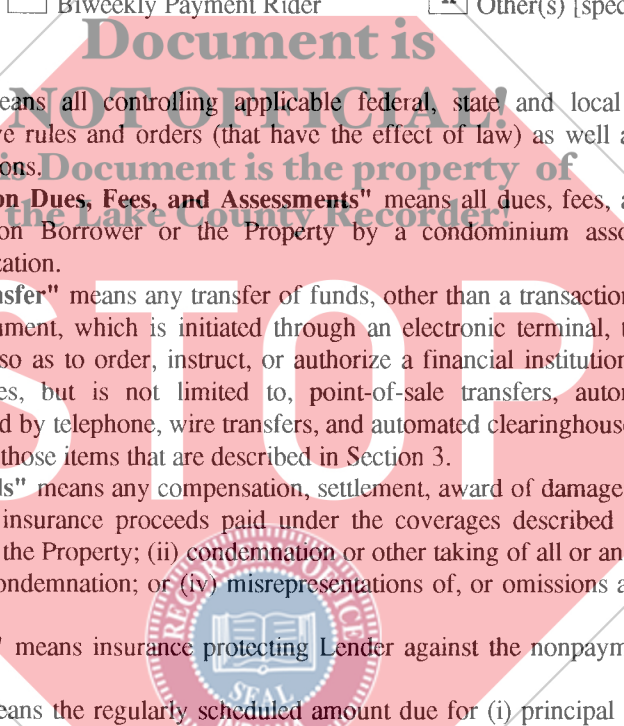 Biweekly Payment Rider Other(s) [spec
Document is
eans all controlling applicable federal, state and local
NOT OFFICIAL!
ve rules and orders (that have the effect of law) as well a
ons.
is Document is the property of
on Dues, Fees, and Assessments" means all dues, fees, a
the Lake County Recorder!
on Borrower or the Property by a condominium asso
zation.
nsfer" means any transfer of funds, other than a transaction
ument, which is initiated through an electronic terminal, t
so as to order, instruct, or authorize a financial institution
es, but is not limited to, point-of-sale transfers, auto
d by telephone, wire transfers, and automated clearinghouse
those items that are described in Section 3.
STOP
ds" means any compensation, settlement, award of damage
insurance proceeds paid under the coverages described
the Property; (ii) condemnation or other taking of all or an
ondemnation; or (iv) misrepresentations of, or omissions a
RECORDER'S OFFICE
" means insurance protecting Lender against the nonpaym
SEAL
eans the regularly scheduled amount due for (i) principal